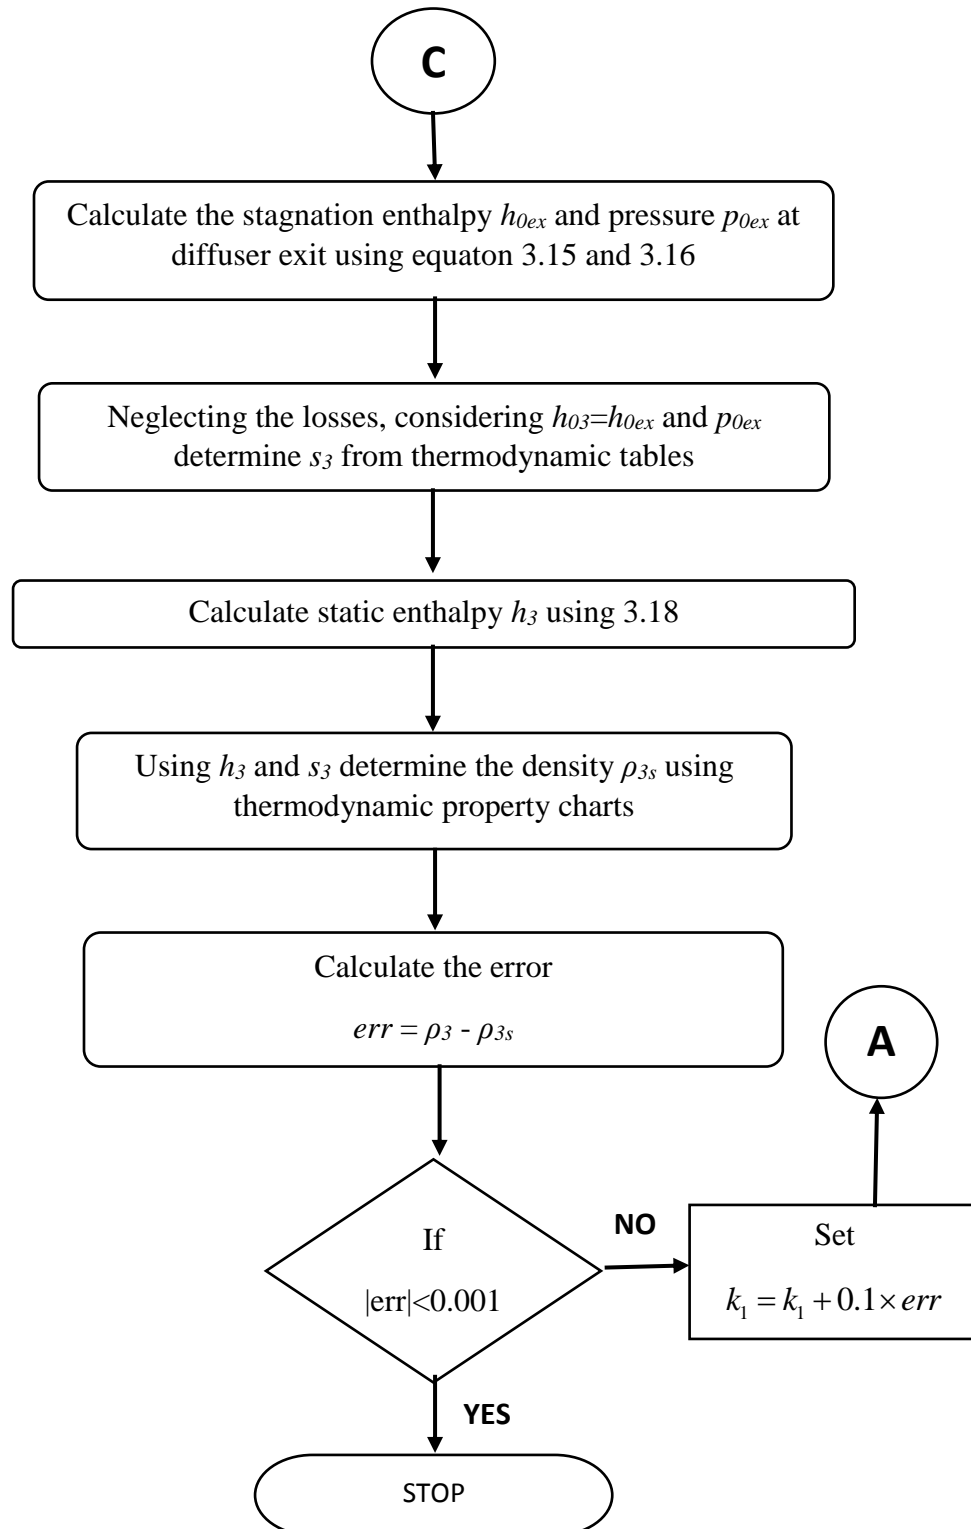 C
Calculate the stagnation enthalpy h0ex and pressure p0ex at
diffuser exit using equaton 3.15 and 3.16
Neglecting the losses, considering h03=h0ex and p0ex
determine s3 from thermodynamic tables
Calculate static enthalpy h3 using 3.18
Using h3 and s3 determine the density ρ3s using
thermodynamic property charts
Calculate the error
err = ρ3 - ρ3s
A
If
|err|<0.001
NO
Set
k1 = k1 + 0.1 × err
YES
STOP